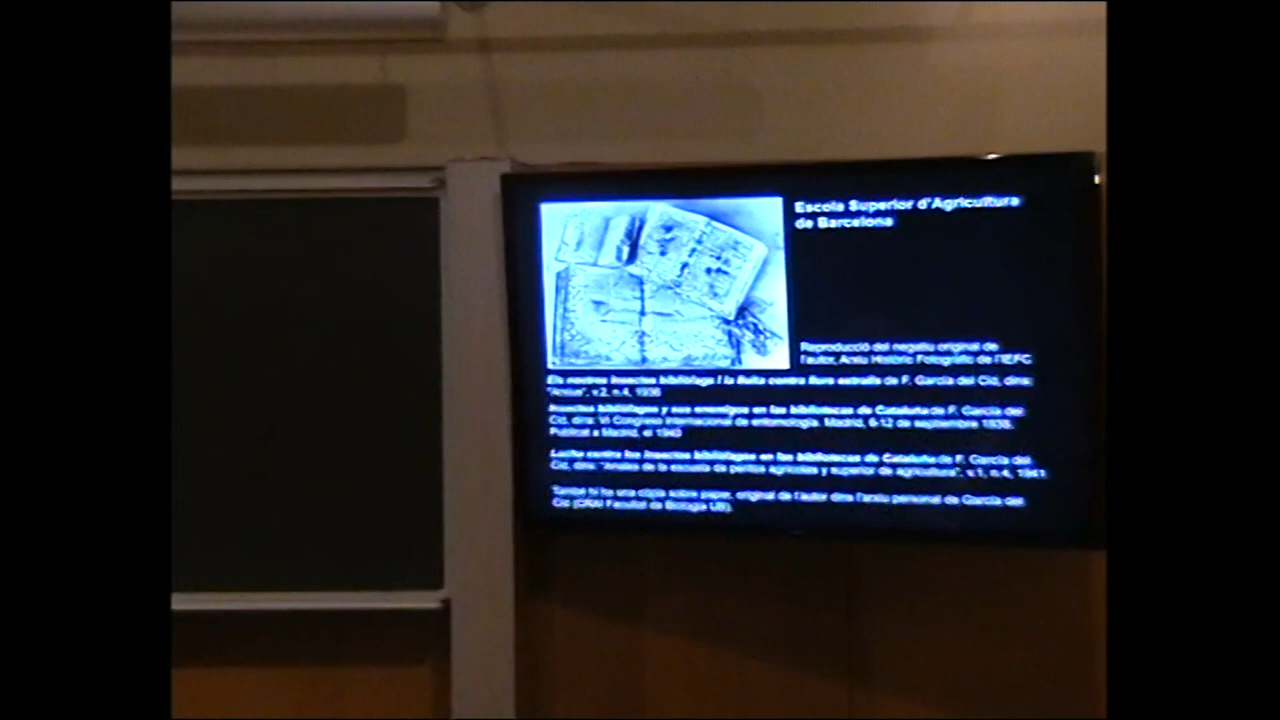 Escola Superior d'Agricultura
de Barcelona
Reproducció del negatiu original de
l'autor, Arxiu Històric Fotogràfic de l'IEFC
Els nostres insectes bibliòfags i la lluita contra llurs estralls de F. García del Cid, dins:
"Arxius", v.2, n.4, 1936
Insectos bibliófagos y sus enemigos en las bibliotecas de Cataluña de F. García del
Cid, dins: VI Congreso internacional de entomología. Madrid, 6-12 de septiembre 1935.
Publicat a Madrid, el 1940
Lucha contra los insectos bibliófagos en las bibliotecas de Cataluña de F. García del
Cid, dins: "Anales de la escuela de peritos agrícolas y superior de agricultura", v.1, n.4, 1941
També hi ha una còpia sobre paper, original de l'autor dins l'arxiu personal de García del
Cid (CRAI Facultat de Biologia UB).